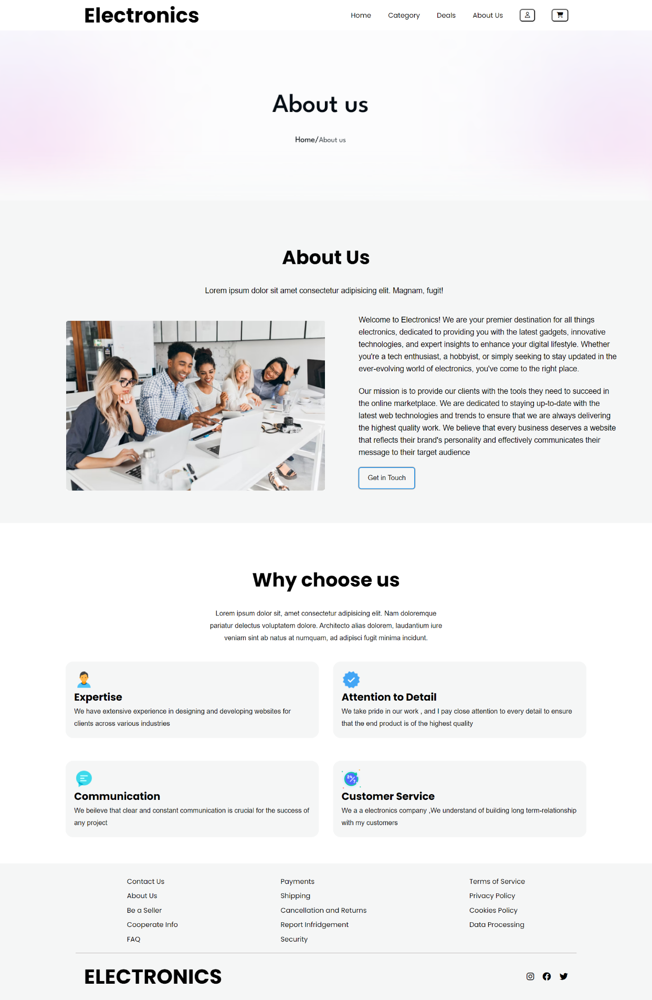 Electronics
Home Category Deals About Us
About us
Home/About us
About Us
Lorem ipsum dolor sit amet consectetur adipisicing elit. Magnam, fugit!
Welcome to Electronics! We are your premier destination for all things
electronics, dedicated to providing you with the latest gadgets, innovative
technologies, and expert insights to enhance your digital lifestyle. Whether
you're a tech enthusiast, a hobbyist, or simply seeking to stay updated in the
ever-evolving world of electronics, you've come to the right place.
Our mission is to provide our clients with the tools they need to succeed in
the online marketplace. We are dedicated to staying up-to-date with the
latest web technologies and trends to ensure that we are always delivering
the highest quality work. We believe that every business deserves a website
that reflects their brand's personality and effectively communicates their
message to their target audience
Get in Touch
Why choose us
Lorem ipsum dolor sit, amet consectetur adipisicing elit. Nam doloremque
pariatur delectus voluptatem dolore. Architecto alias dolorem, laudantium iure
veniam sint ab natus at numquam, ad adipisci fugit minima incidunt.
Expertise
We have extensive experience in designing and developing websites for
clients across various industries
Attention to Detail
We take pride in our work , and I pay close attention to every detail to ensure
that the end product is of the highest quality
Communication
We beileve that clear and constant communication is crucial for the success of
any project
24/7
Customer Service
We a a electronics company ,We understand of building long term-relationship
with my customers
Contact Us
About Us
Be a Seller
Cooperate Info
FAQ
Payments
Shipping
Cancellation and Returns
Report Infridgement
Security
Terms of Service
Privacy Policy
Cookies Policy
Data Processing
ELECTRONICS